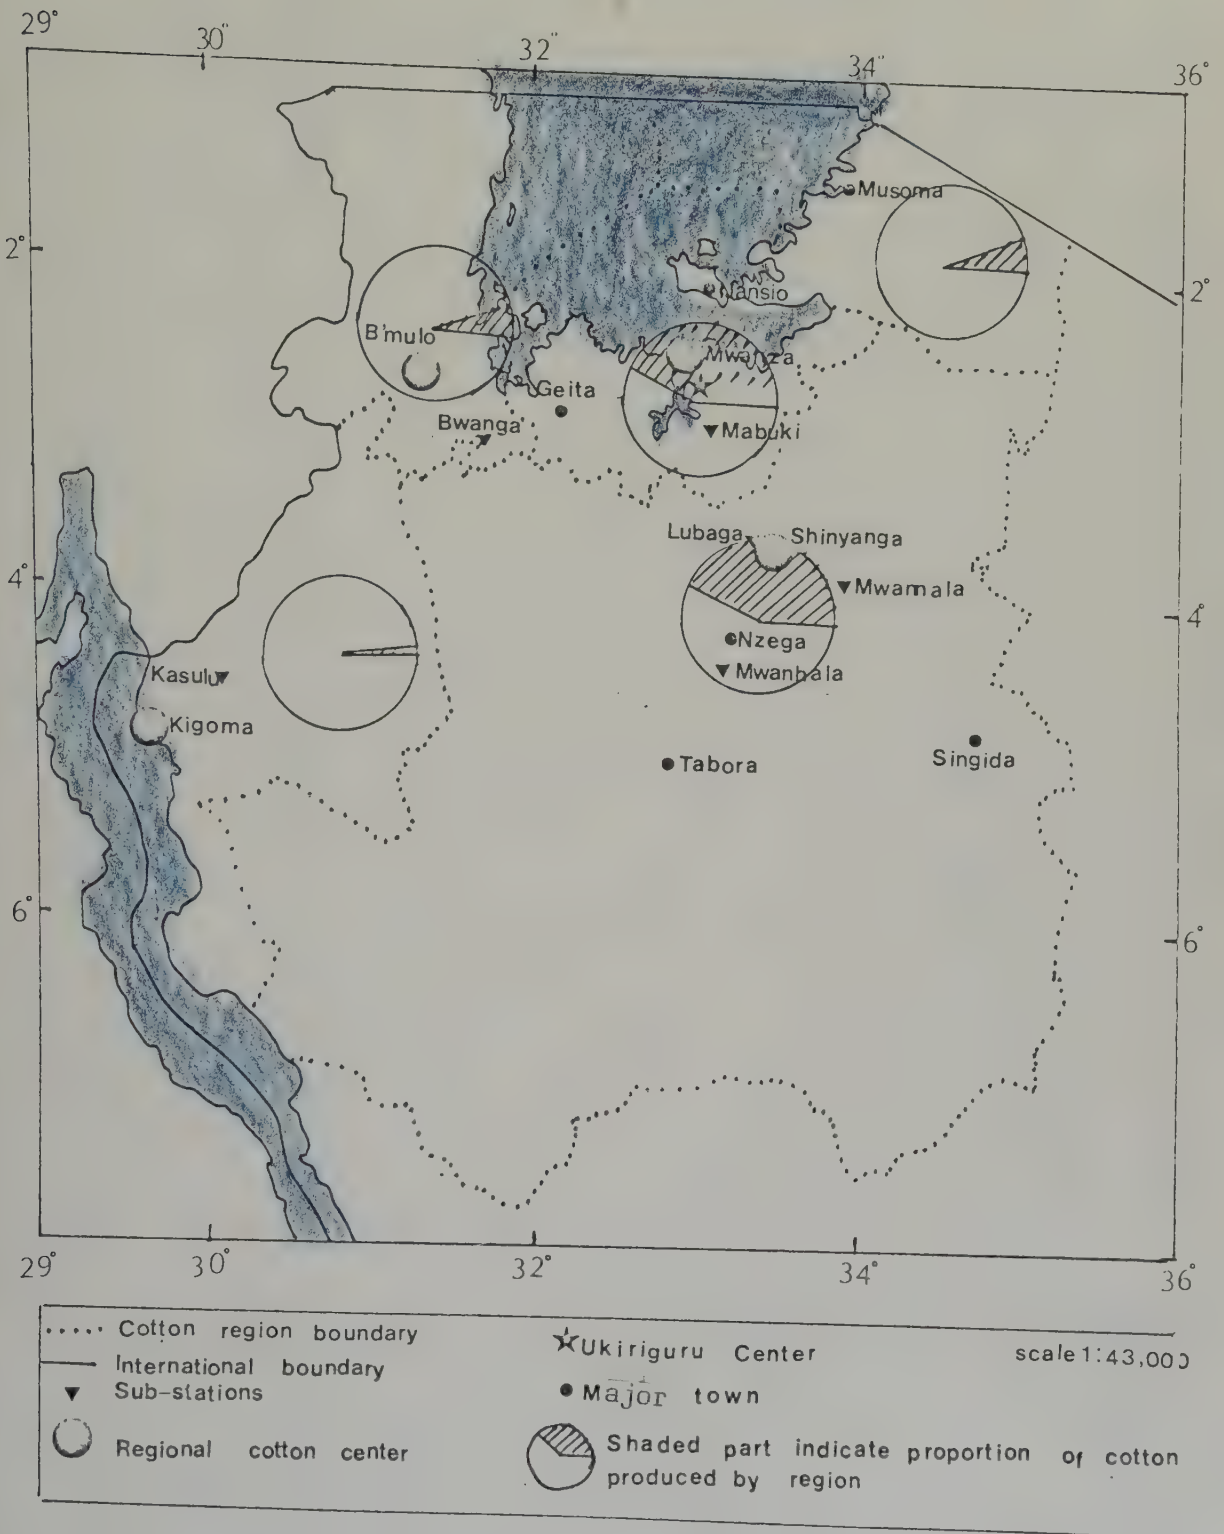 29°
30°
32°
34°
36°
Musoma
2°
2°
Nansio
B'mulo
Mwanza
Geita
Bwanga
Mabuki
Lubaga
Shinyanga
4°
Mwamala
4°
Nzega
Kasulu
Mwanhala
Kigoma
Tabora
Singida
6°
6°
29°
30°
32°
34°
36°
Cotton region boundary
International boundary
Sub-stations
Regional cotton center
Ukiriguru Center
scale 1:43,000
Major town
Shaded part indicate proportion of cotton
produced by region